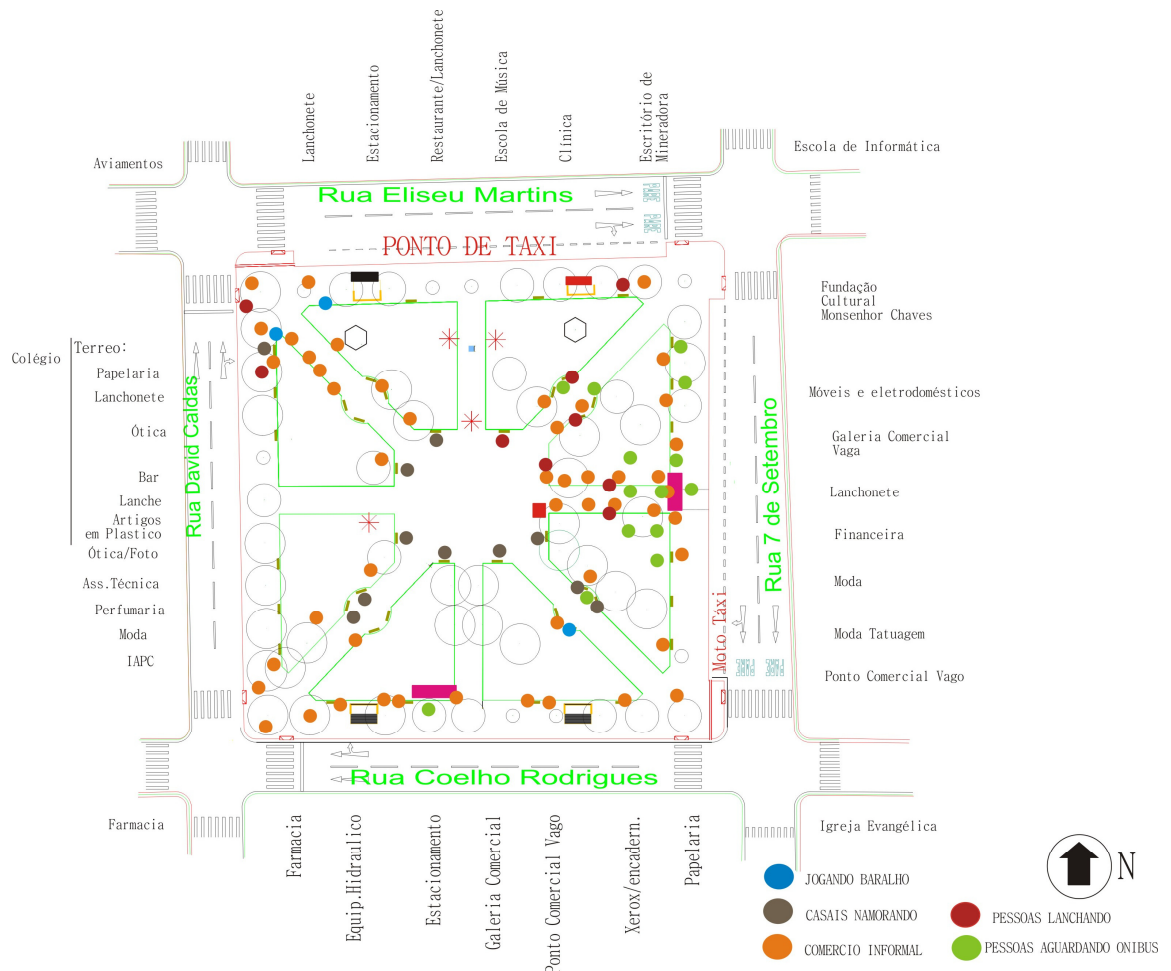 Lanchonete
Estacionamento
Restaurante/Lanchonete
Escola de Música
Clínica
Escritório de
Mineradora
Aviamentos
Escola de Informática
Rua Eliseu Martins
PONTO DE TAXI
Colégio
Terreo:
Papelaria
Lanchonete
Ótica
Bar
Lanche
Artigos
em Plastico
Ótica/Foto
Ass.Técnica
Perfumaria
Moda
IAPC
Rua David Caldas
Fundação
Cultural
Monsenhor Chaves
Móveis e eletrodomésticos
Galeria Comercial
Vaga
Lanchonete
Financeira
Moda
Moda Tatuagem
Ponto Comercial Vago
Rua 7 de Setembro
Moto Taxi
Rua Coelho Rodrigues
Farmacia
Farmacia
Equip.Hidraulico
Estacionamento
Galeria Comercial
Ponto Comercial Vago
Xerox/encadern.
Papelaria
Igreja Evangélica
N
JOGANDO BARALHO
CASAIS NAMORANDO
COMERCIO INFORMAL
PESSOAS LANCHANDO
PESSOAS AGUARDANDO ONIBUS